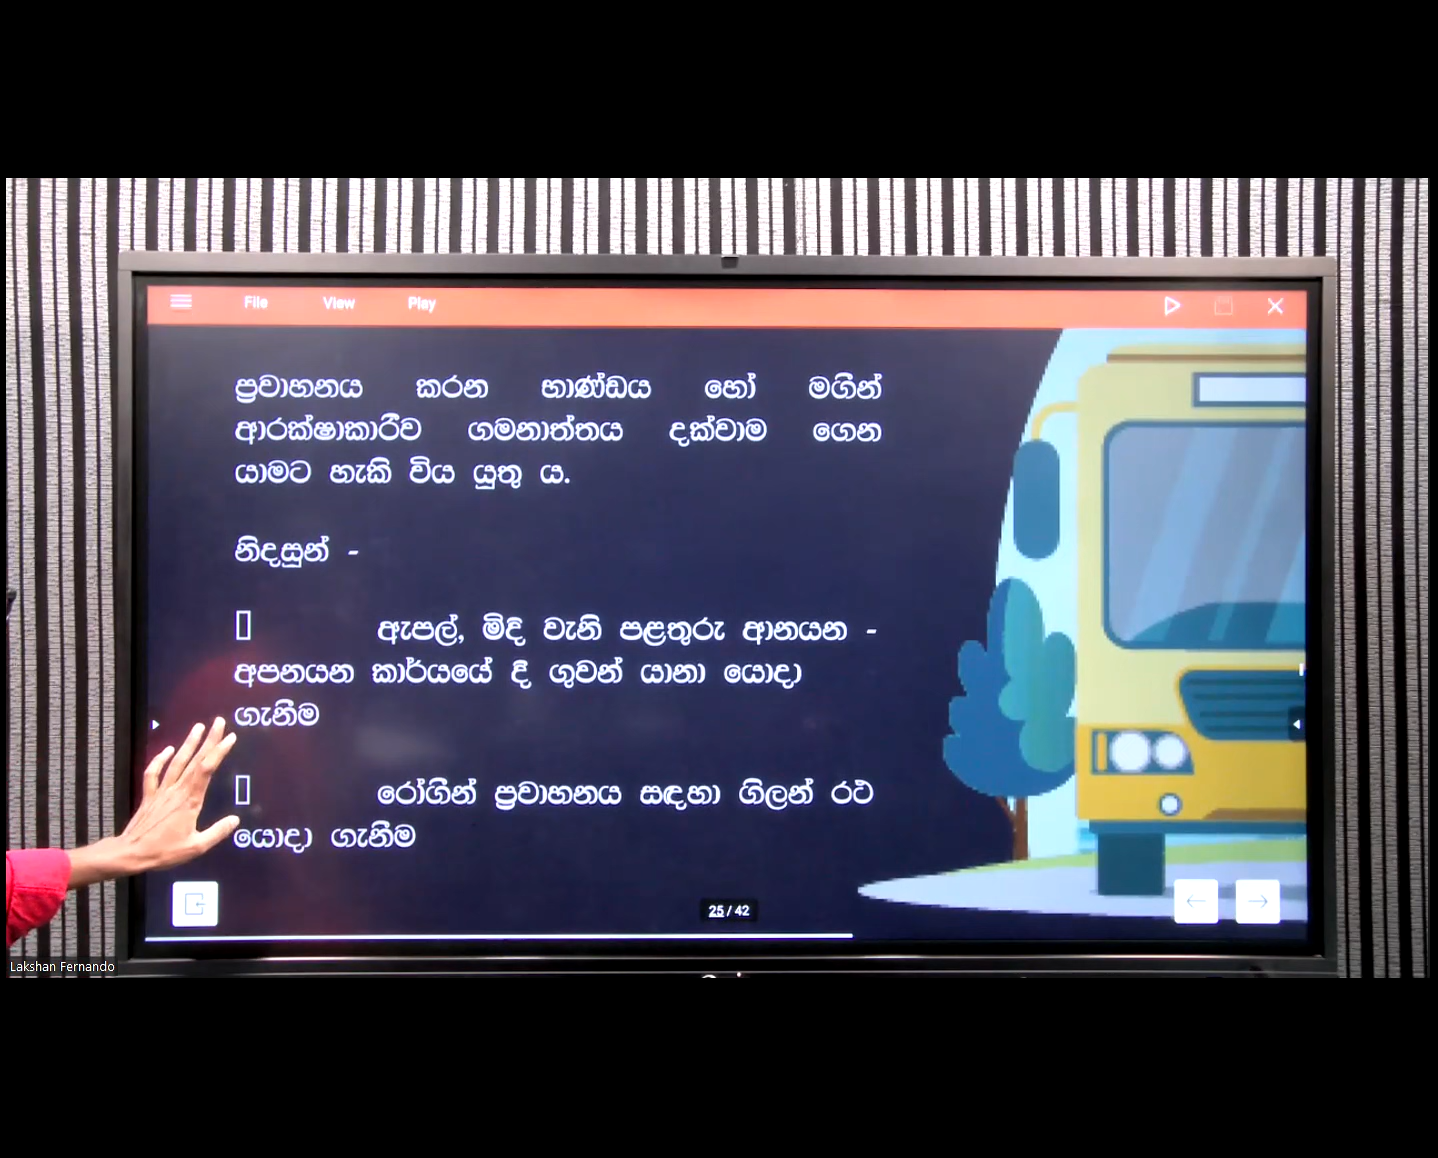 File View Play
ප්‍රවාහනය කරන භාණ්ඩය හෝ මගීන්
ආරක්ෂාකාරීව ගමනාත්තය දක්වාම ගෙන
යාමට හැකි විය යුතු ය.
නිදසුන් -
ඇපල්, මිදී වැනි පළතුරු ආනයන -
අපනයන කාර්යයේ දී ගුවන් යානා යොදා
ගැනීම
රෝගීන් ප්‍රවාහනය සඳහා ගිලන් රථ
යොදා ගැනීම
25 / 42
Lakshan Fernando